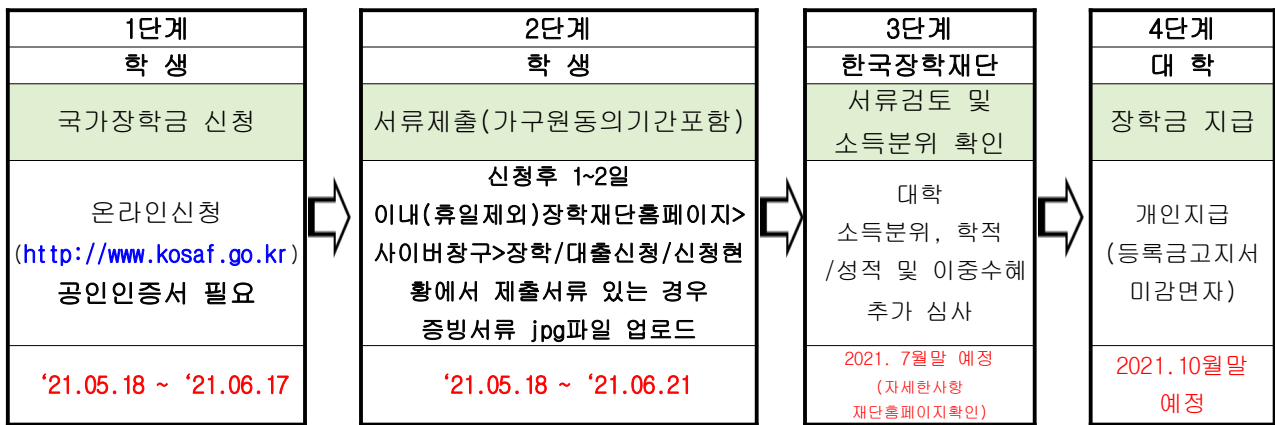 1단계
학 생
국가장학금 신청
온라인신청
(http://www.kosaf.go.kr)
공인인증서 필요
‘21.05.18 ~ ‘21.06.17
2단계
학 생
서류제출(가구원동의기간포함)
신청후 1~2일
이내(휴일제외)장학재단홈페이지>
사이버창구>장학/대출신청/신청현
황에서 제출서류 있는 경우
증빙서류 jpg파일 업로드
‘21.05.18 ~ ‘21.06.21
3단계
한국장학재단
서류검토 및
소득분위 확인
대학
소득분위, 학적
/성적 및 이중수혜
추가 심사
2021. 7월말 예정
(자세한사항
재단홈페이지확인)
4단계
대 학
장학금 지급
개인지급
(등록금고지서
미감면자)
2021.10월말
예정